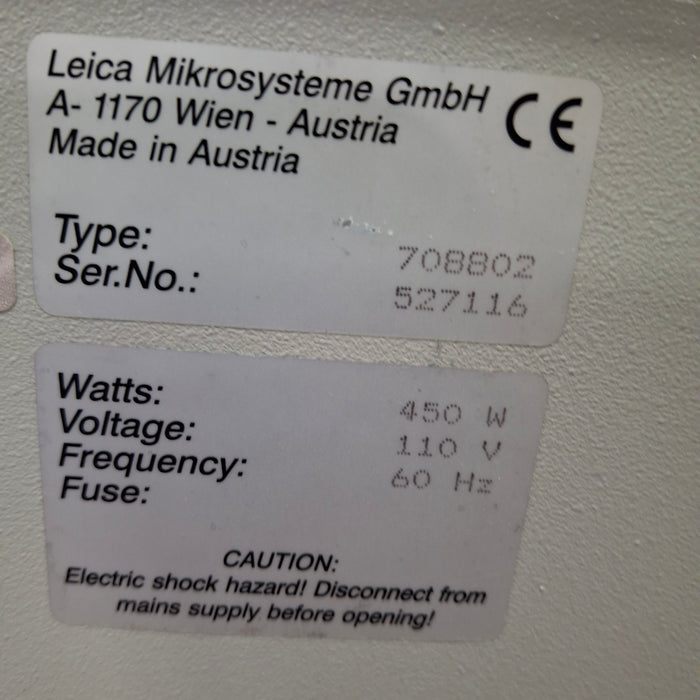 Leica Mikrosysteme GmbH CE
A- 1170 Wien - Austria
Made in Austria
Type: 708802
Ser.No.: 527116
Watts: 450 W
Voltage: 110 V
Frequency: 60 Hz
Fuse:
CAUTION:
Electric shock hazard! Disconnect from
mains supply before opening!